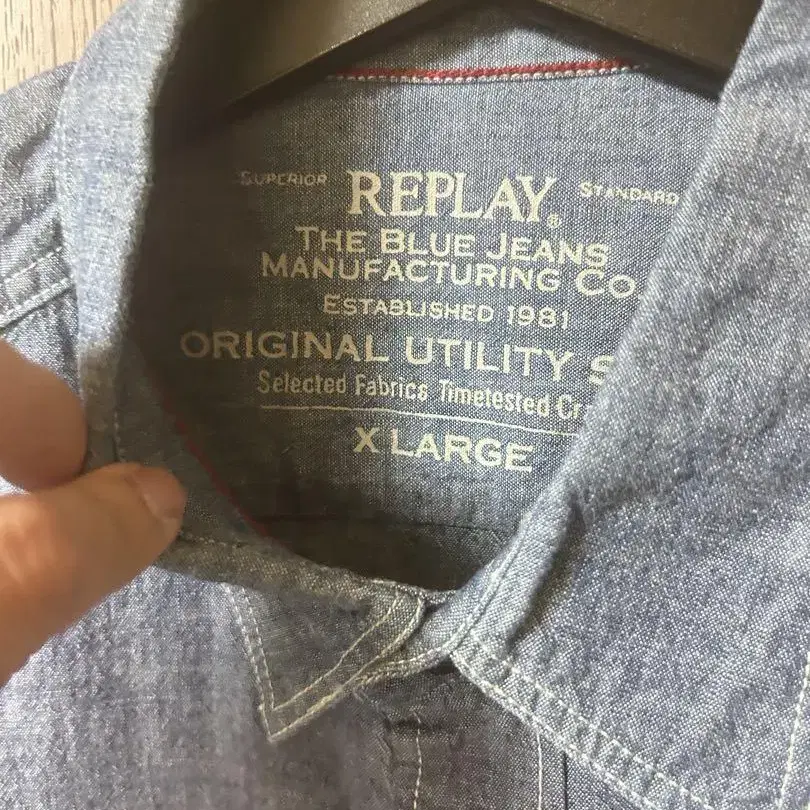 SUPERIOR REPLAY® STANDARD
THE BLUE JEANS
MANUFACTURING CO
ESTABLISHED 1981
ORIGINAL UTILITY
Selected Fabrics Timetested
X LARGE